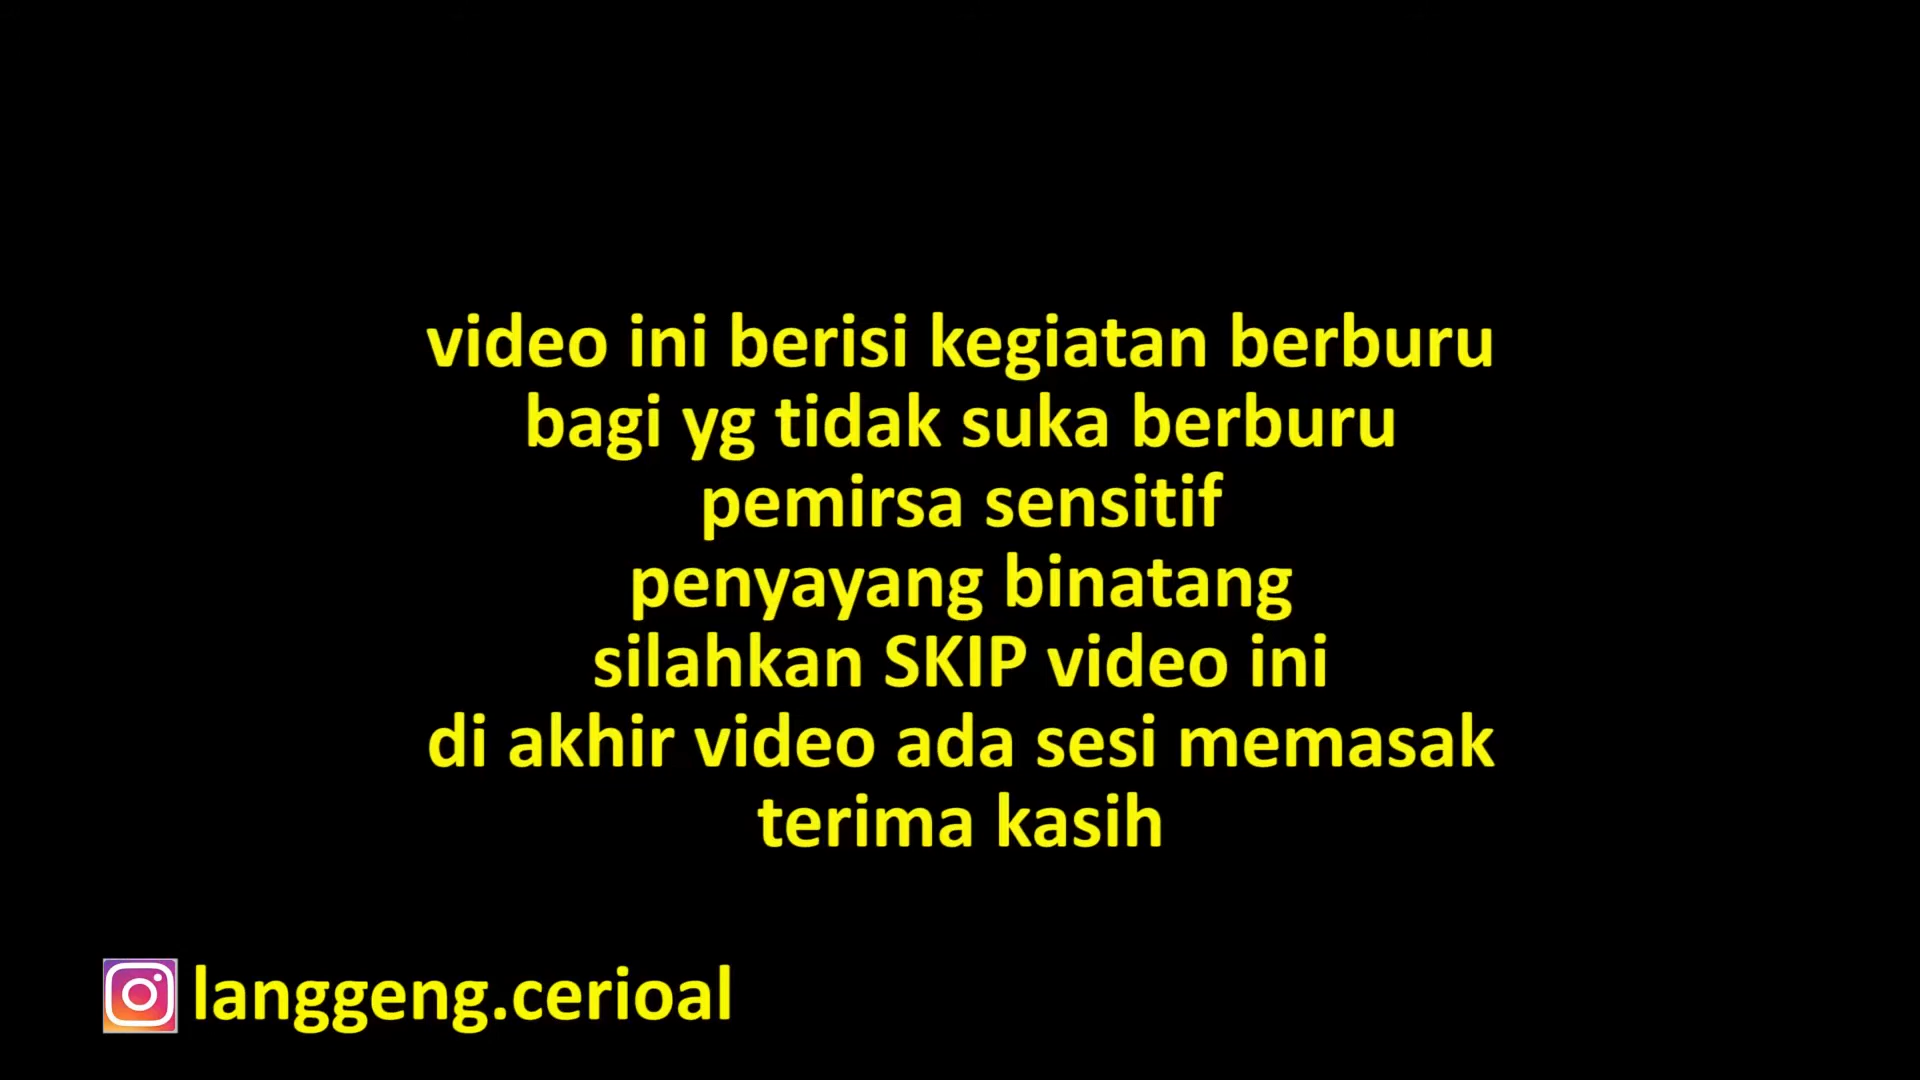 video ini berisi kegiatan berburu
bagi yg tidak suka berburu
pemirsa sensitif
penyayang binatang
silahkan SKIP video ini
di akhir video ada sesi memasak
terima kasih
langgeng.cerioal